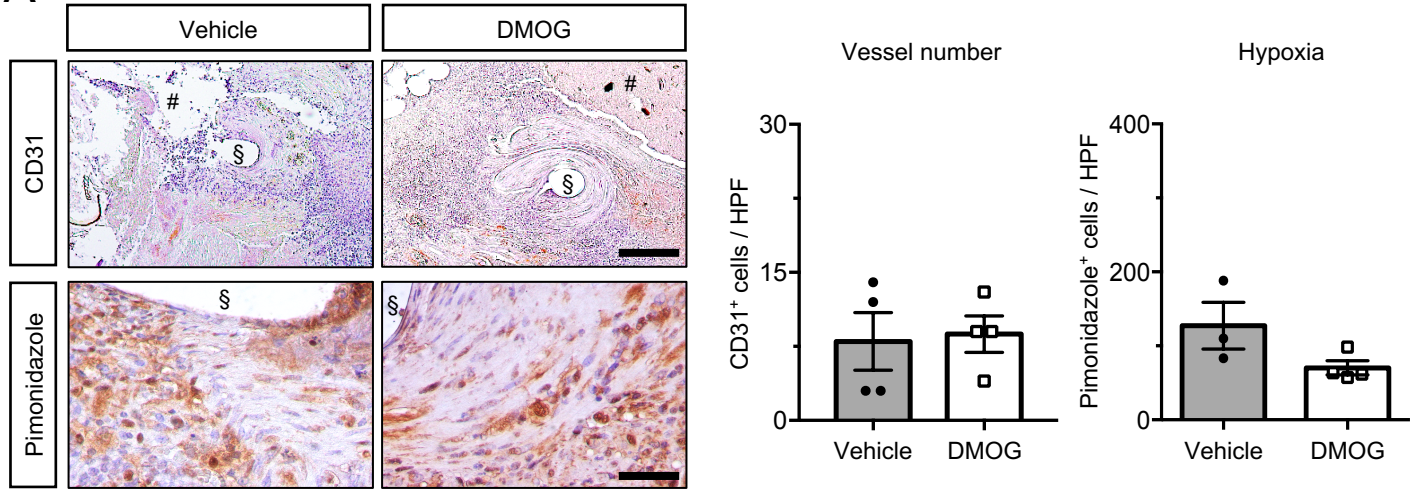 Vehicle
DMOG
CD31
#
§
#
§
Pimonidazole
§
§
Vessel number
CD31⁺ cells / HPF
30
15
0
Vehicle
DMOG
Hypoxia
Pimonidazole⁺ cells / HPF
400
200
0
Vehicle
DMOG